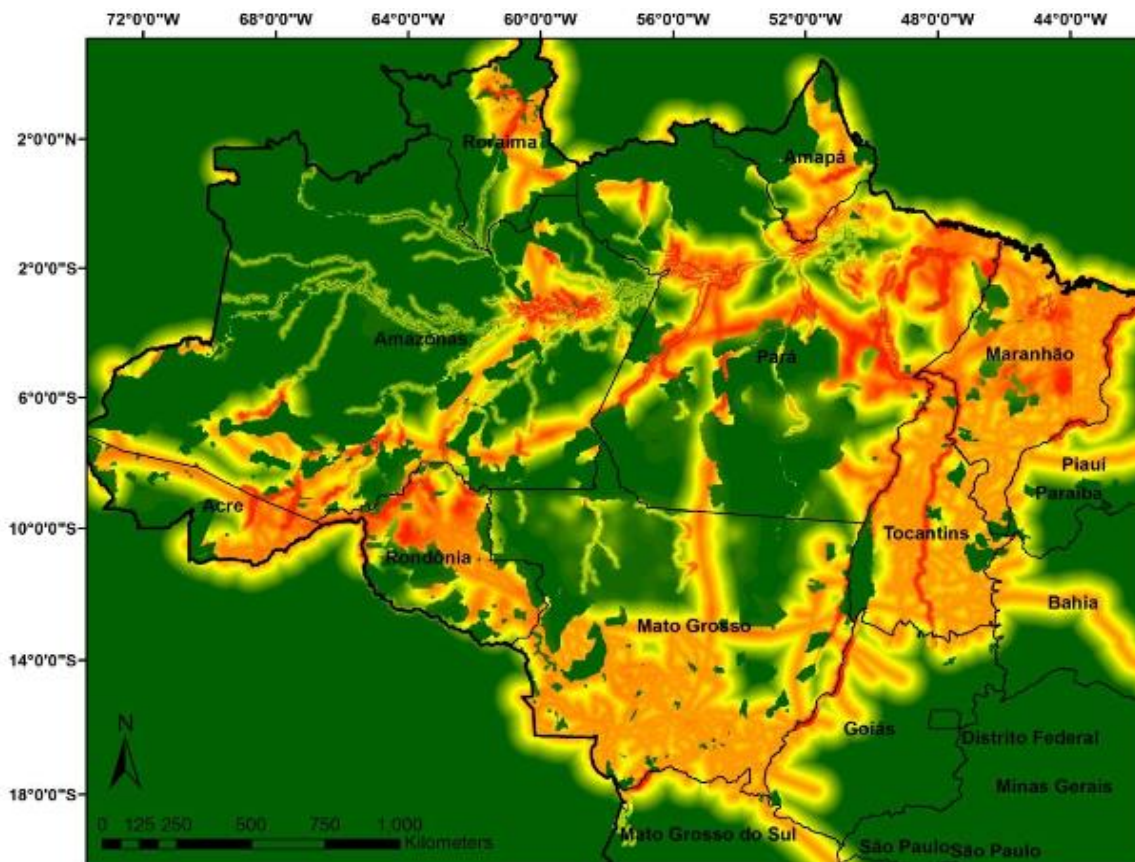 72°0'0"W 68°0'0"W 64°0'0"W 60°0'0"W 56°0'0"W 52°0'0"W 48°0'0"W 44°0'0"W
2°0'0"N
Roraima
Amapá
2°0'0"S
Amazonas
Pará
Maranhão
6°0'0"S
Piauí
Paraíba
Acre
10°0'0"S
Tocantins
Rondônia
Bahia
Mato Grosso
14°0'0"S
N
Goiás
Distrito Federal
Minas Gerais
18°0'0"S
0 125 250 500 750 1.000
Kilometers
Mato Grosso do Sul
São Paulo São Paulo